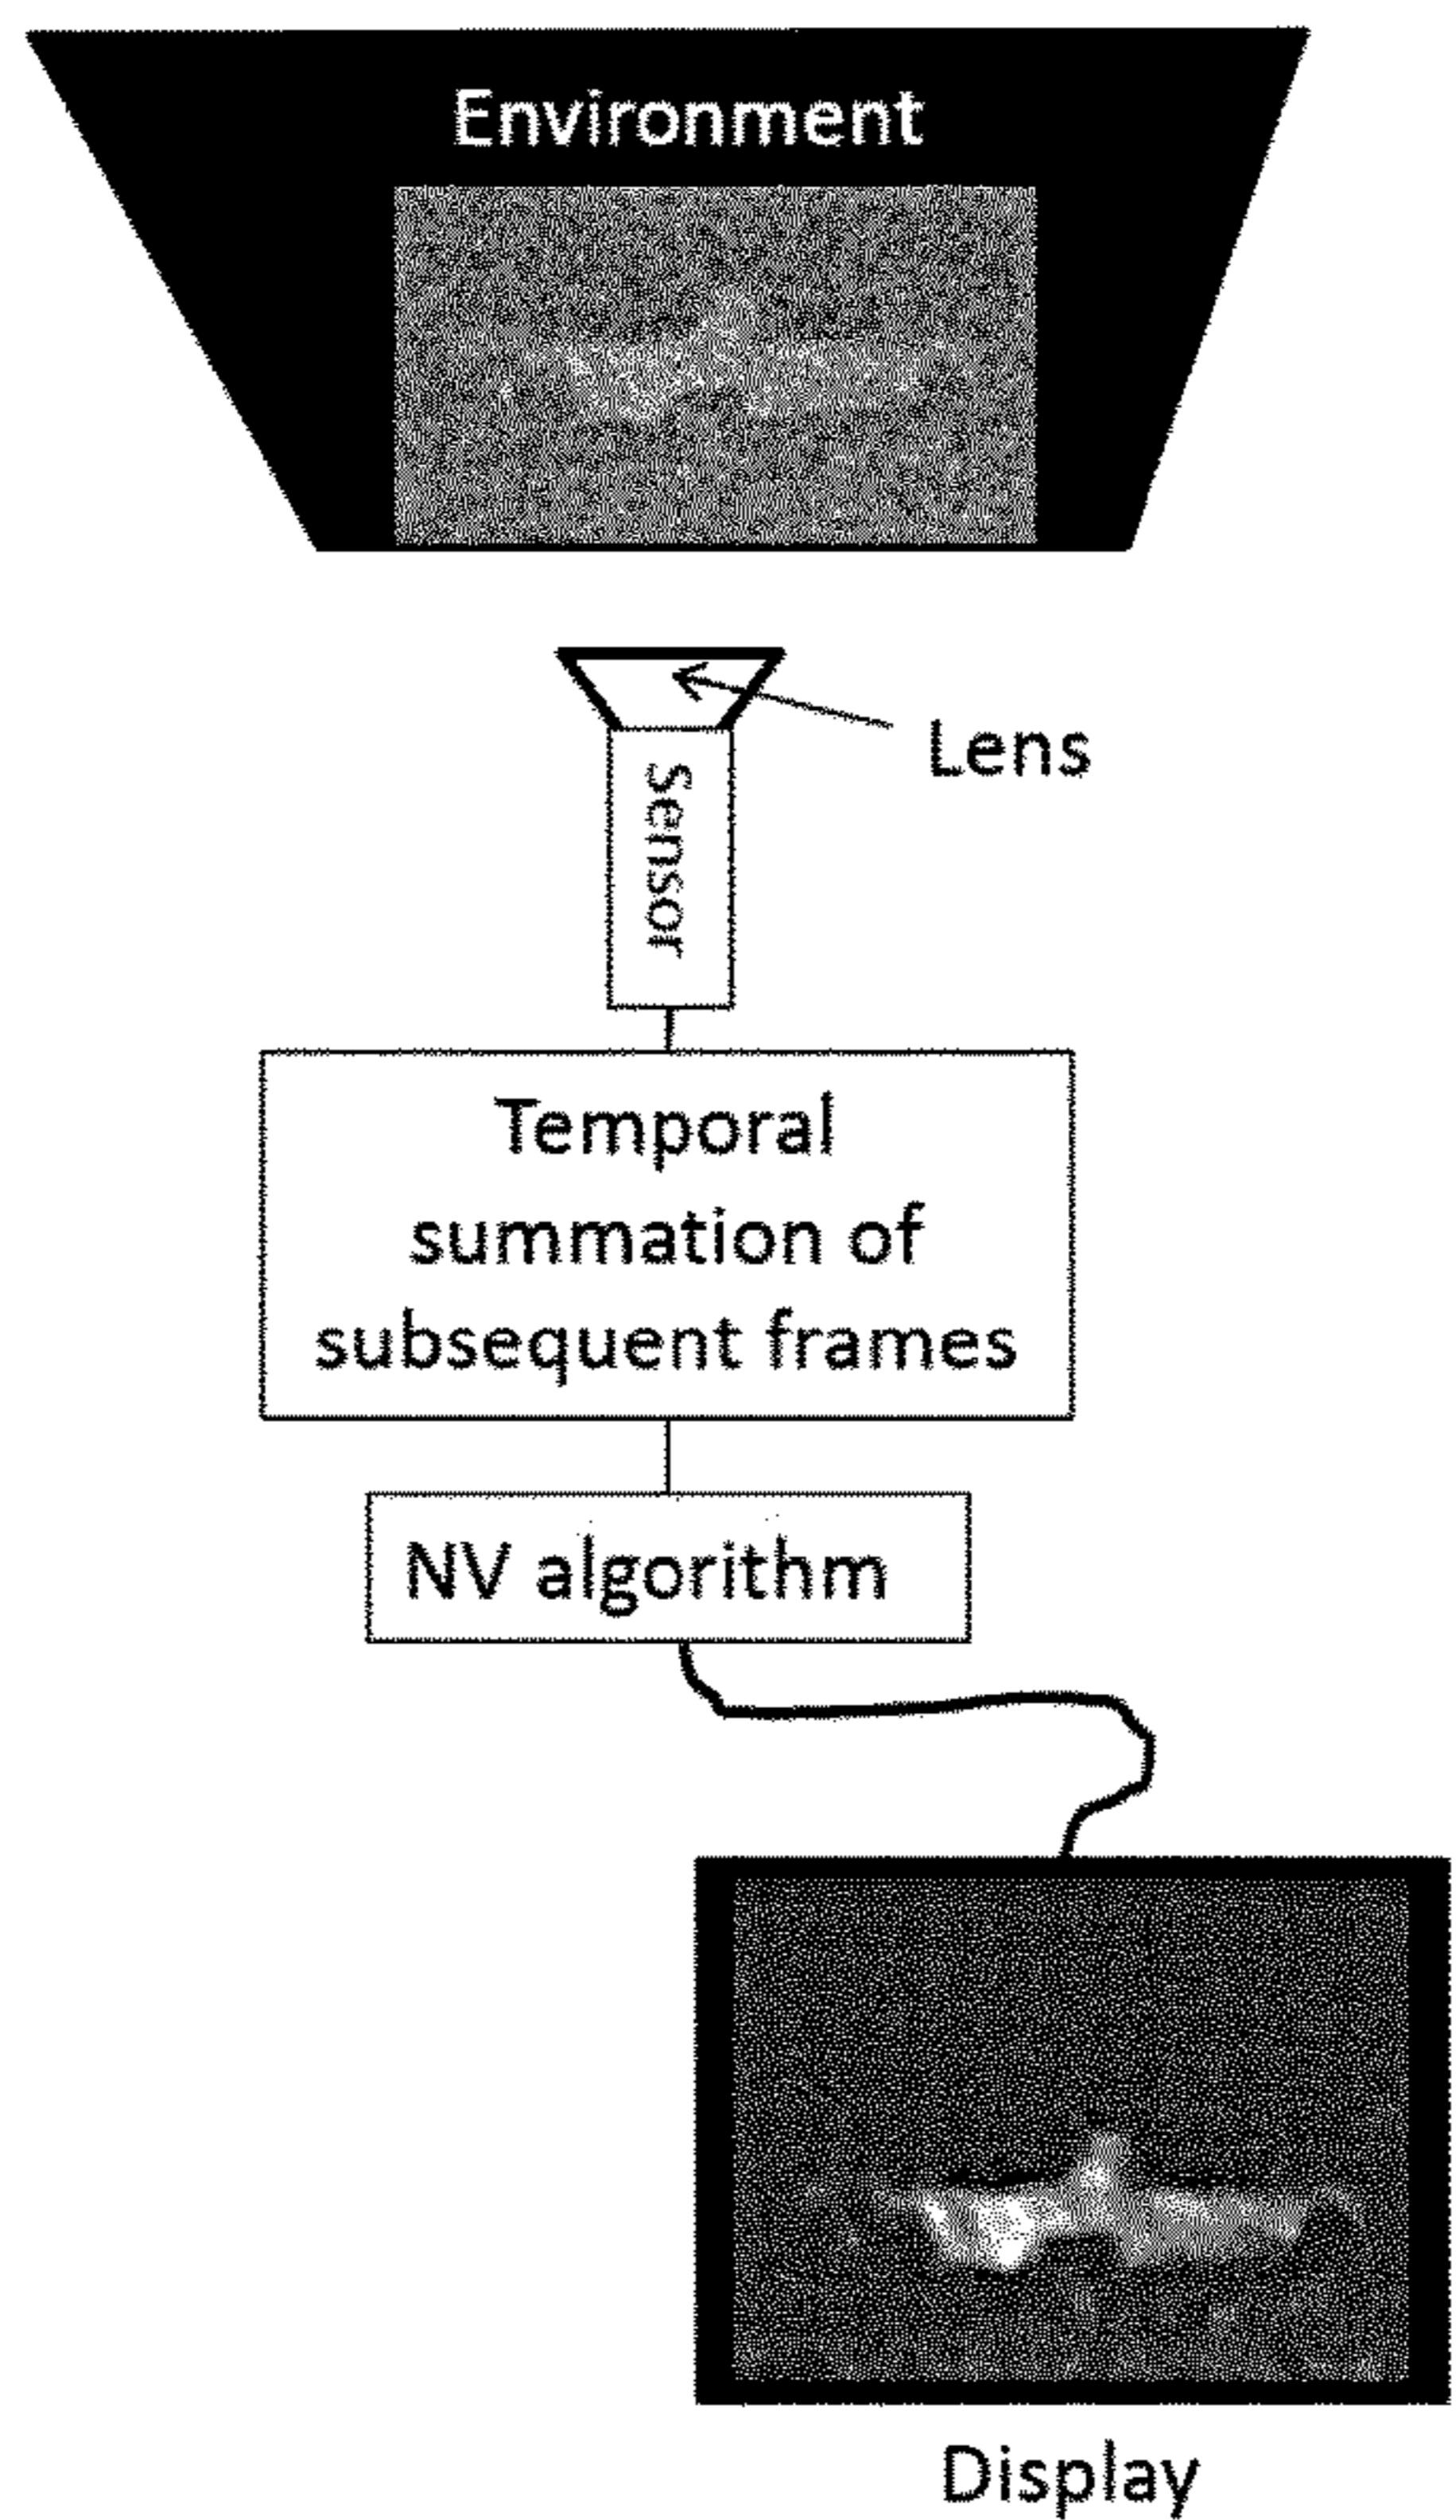 Environment
Lens
Sensor
Temporal
summation of
subsequent frames
NV algorithm
Display